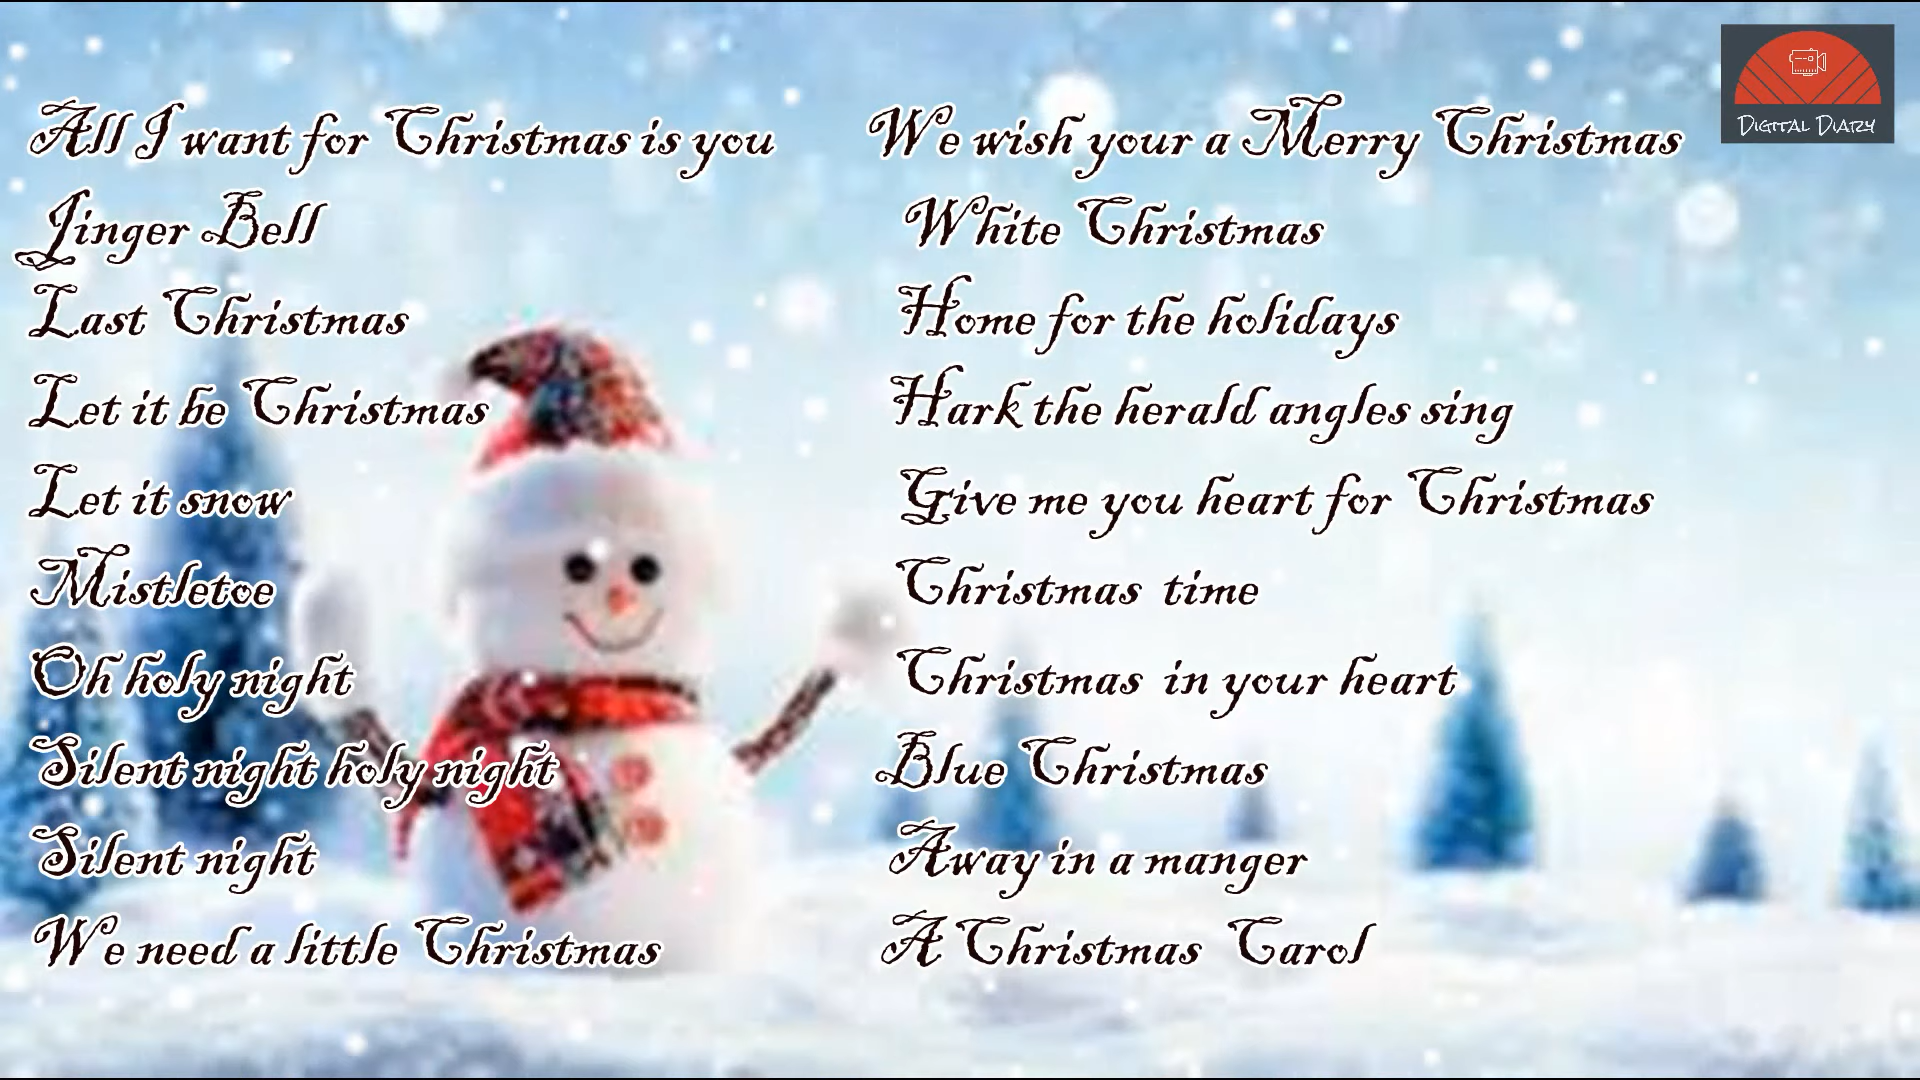 All I want for Christmas is you
Jinger Bell
Last Christmas
Let it be Christmas
Let it snow
Mistletoe
Oh holy night
Silent night holy night
Silent night
We need a little Christmas
We wish your a Merry Christmas
White Christmas
Home for the holidays
Hark the herald angles sing
Give me you heart for Christmas
Christmas time
Christmas in your heart
Blue Christmas
Away in a manger
A Christmas Carol
Digital Diary